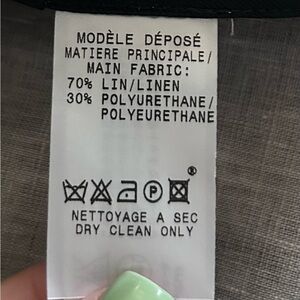 MODÈLE DÉPOSÉ
MATIERE PRINCIPALE/
MAIN FABRIC:
70% LIN/LINEN
30% POLYURETHANE/
POLYEURETHANE
P
NETTOYAGE A SEC
DRY CLEAN ONLY